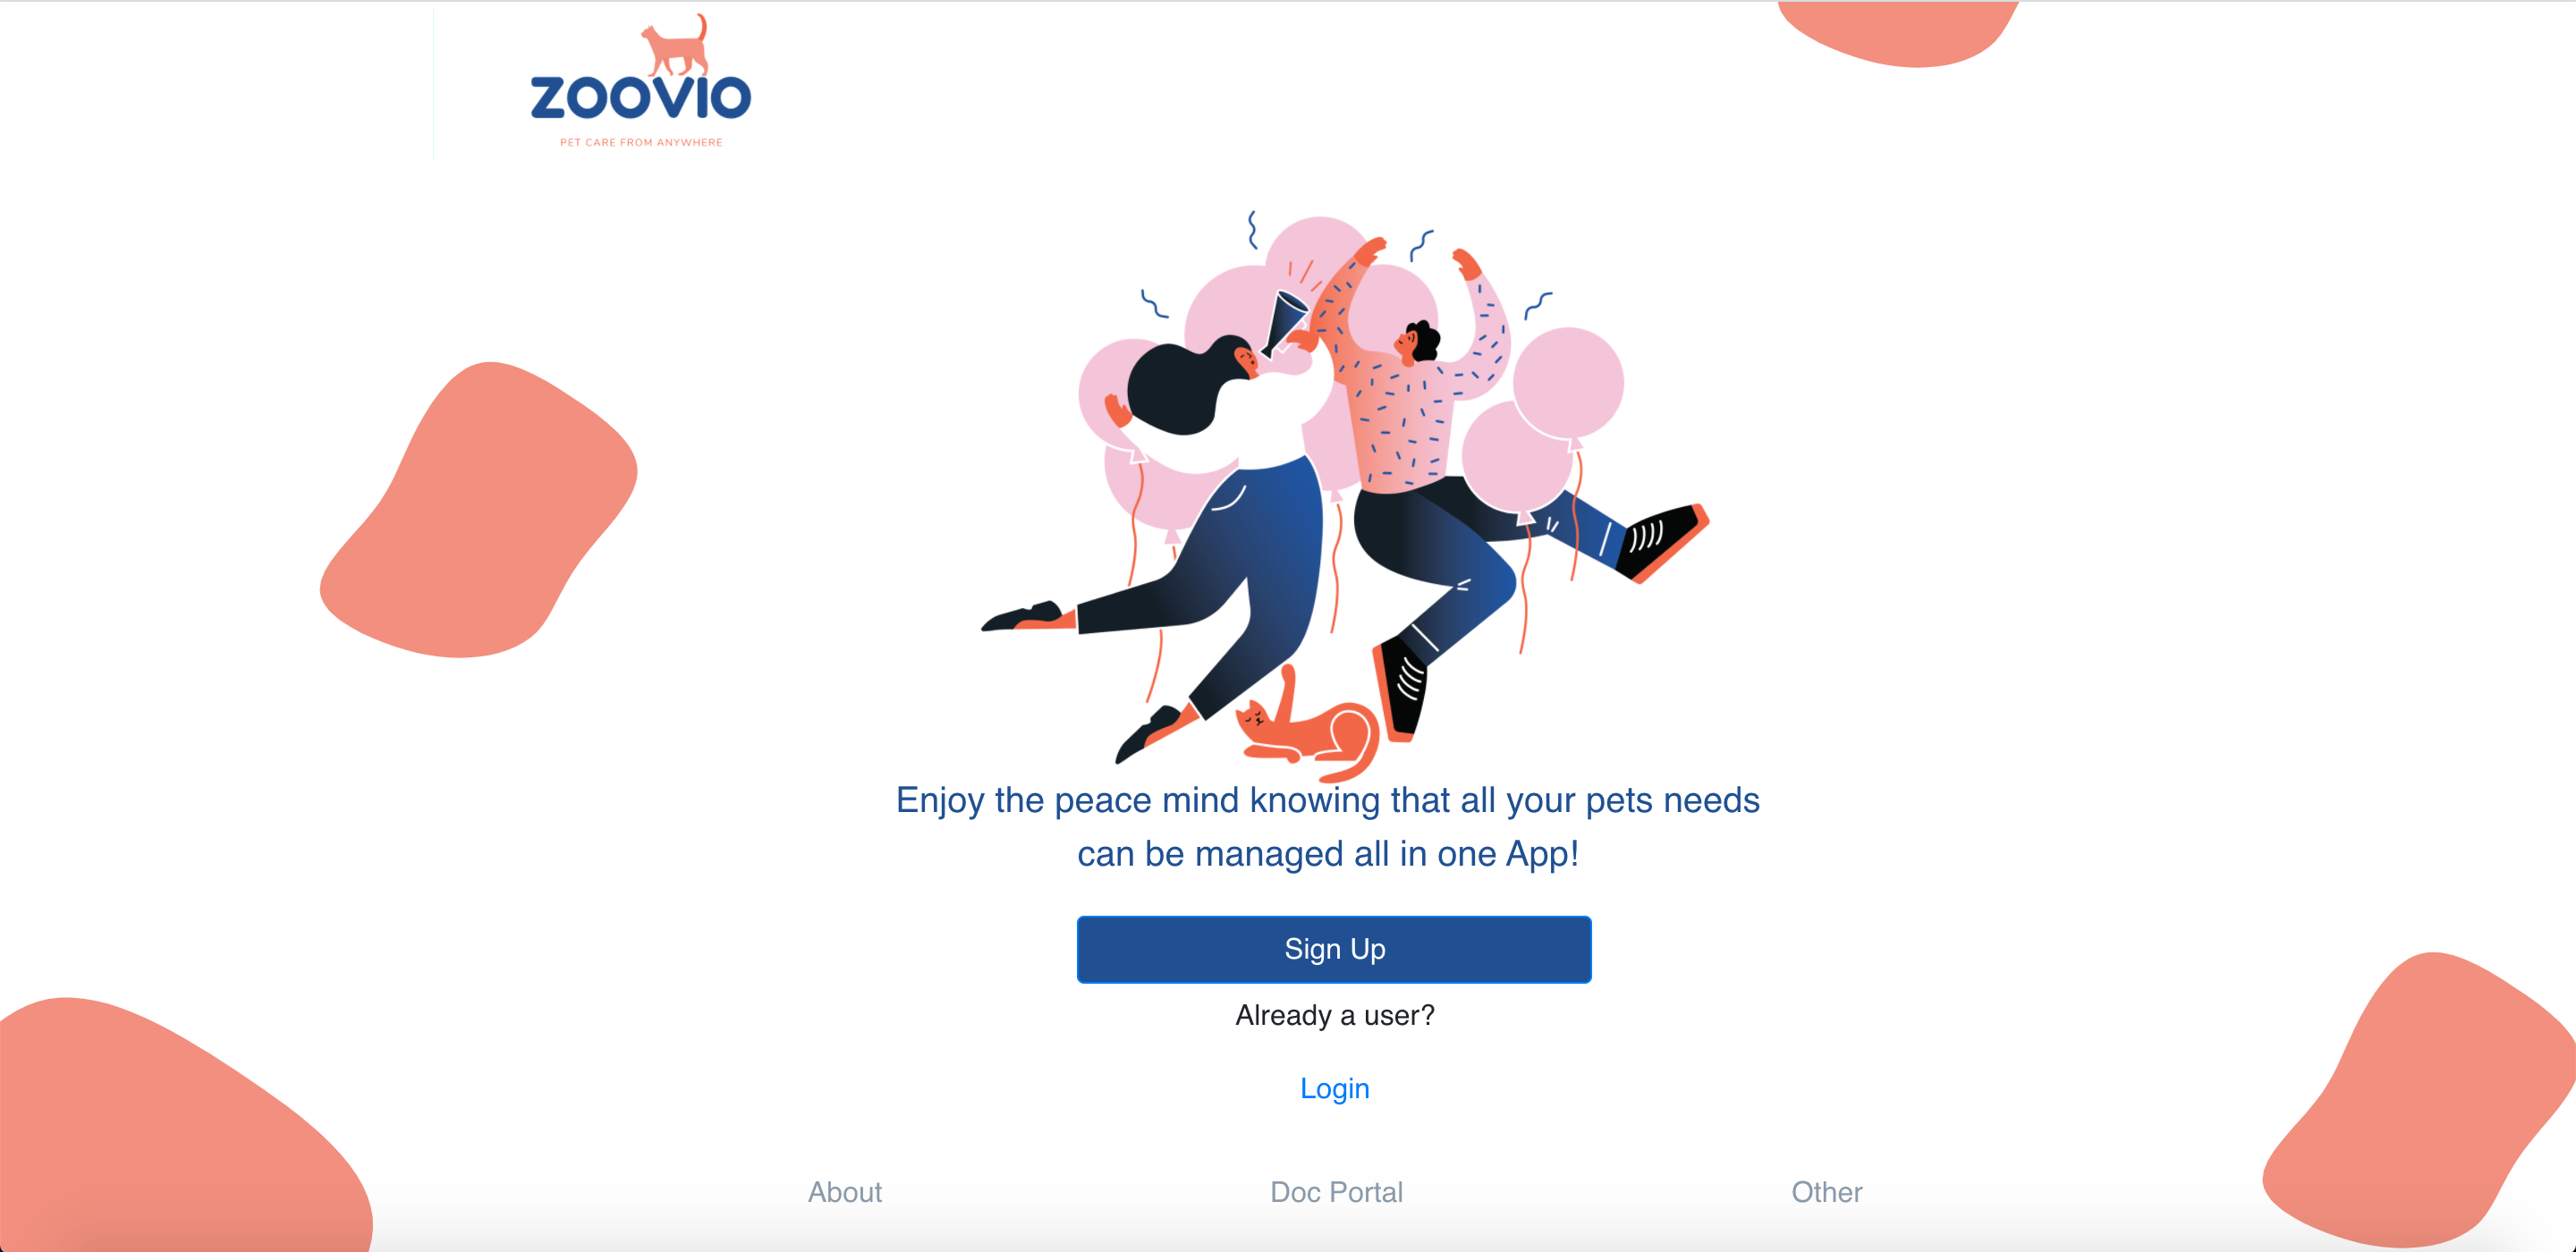 ZOOVIO
PET CARE FROM ANYWHERE
Enjoy the peace mind knowing that all your pets needs
can be managed all in one App!
Sign Up
Already a user?
Login
About
Doc Portal
Other